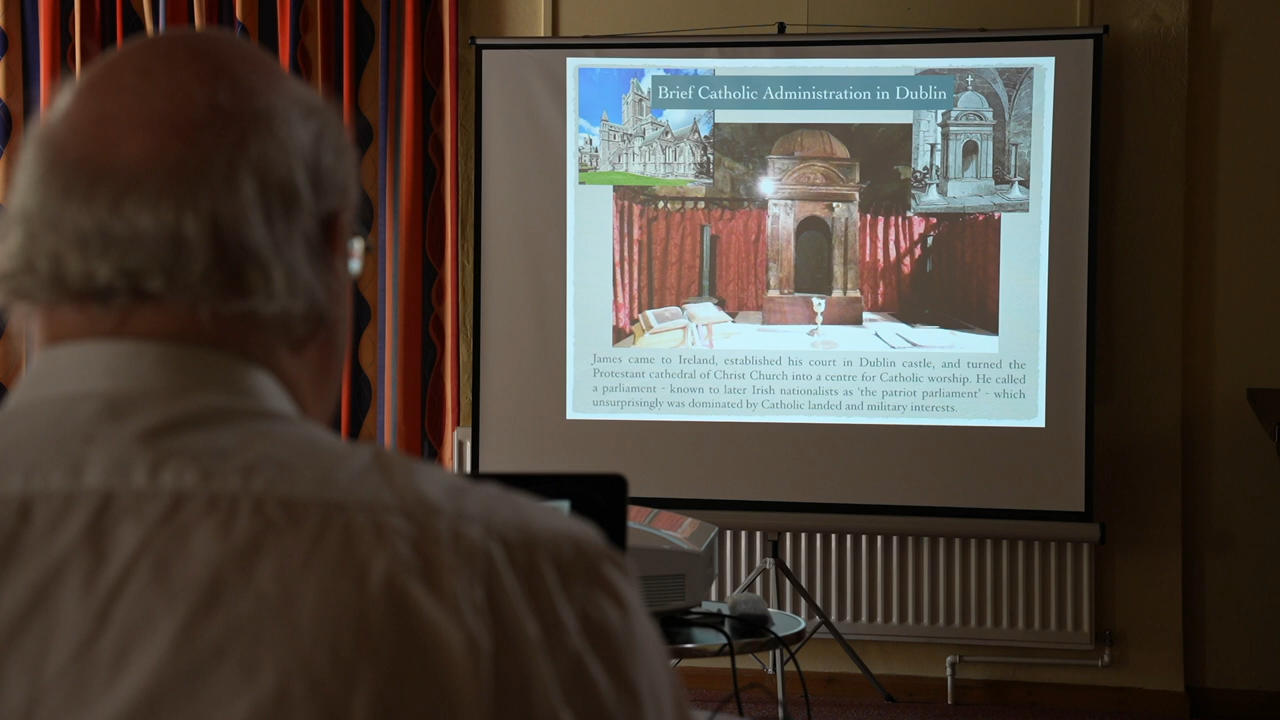 Brief Catholic Administration in Dublin
James came to Ireland, established his court in Dublin castle, and turned the
Protestant cathedral of Christ Church into a centre for Catholic worship. He called
a parliament - known to later Irish nationalists as 'the patriot parliament' - which
unsurprisingly was dominated by Catholic landed and military interests.